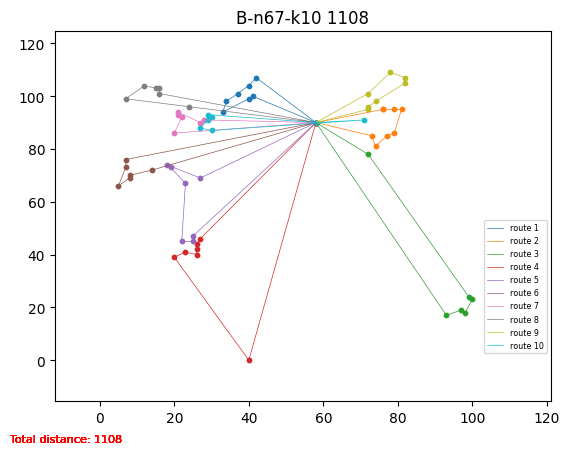 B-n67-k10 1108
120
100
80
60
40
20
0
0 20 40 60 80 100 120
route 1
route 2
route 3
route 4
route 5
route 6
route 7
route 8
route 9
route 10
Total distance: 1108